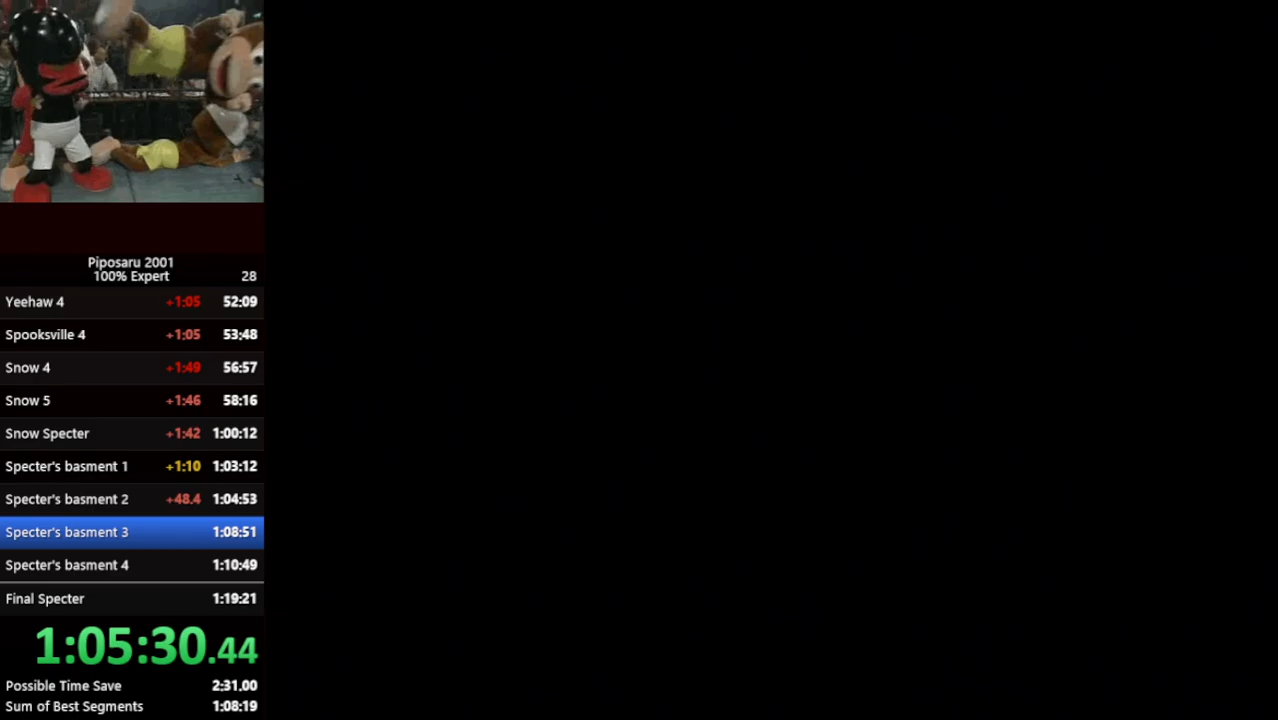 Piposaru 2001
100% Expert 28
Yeehaw 4 +1:05 52:09
Spooksville 4 +1:05 53:48
Snow 4 +1:49 56:57
Snow 5 +1:46 58:16
Snow Specter +1:42 1:00:12
Specter's basment 1 +1:10 1:03:12
Specter's basment 2 +48.4 1:04:53
Specter's basment 3 1:08:51
Specter's basment 4 1:10:49
Final Specter 1:19:21
1:05:30.44
Possible Time Save 2:31.00
Sum of Best Segments 1:08:19